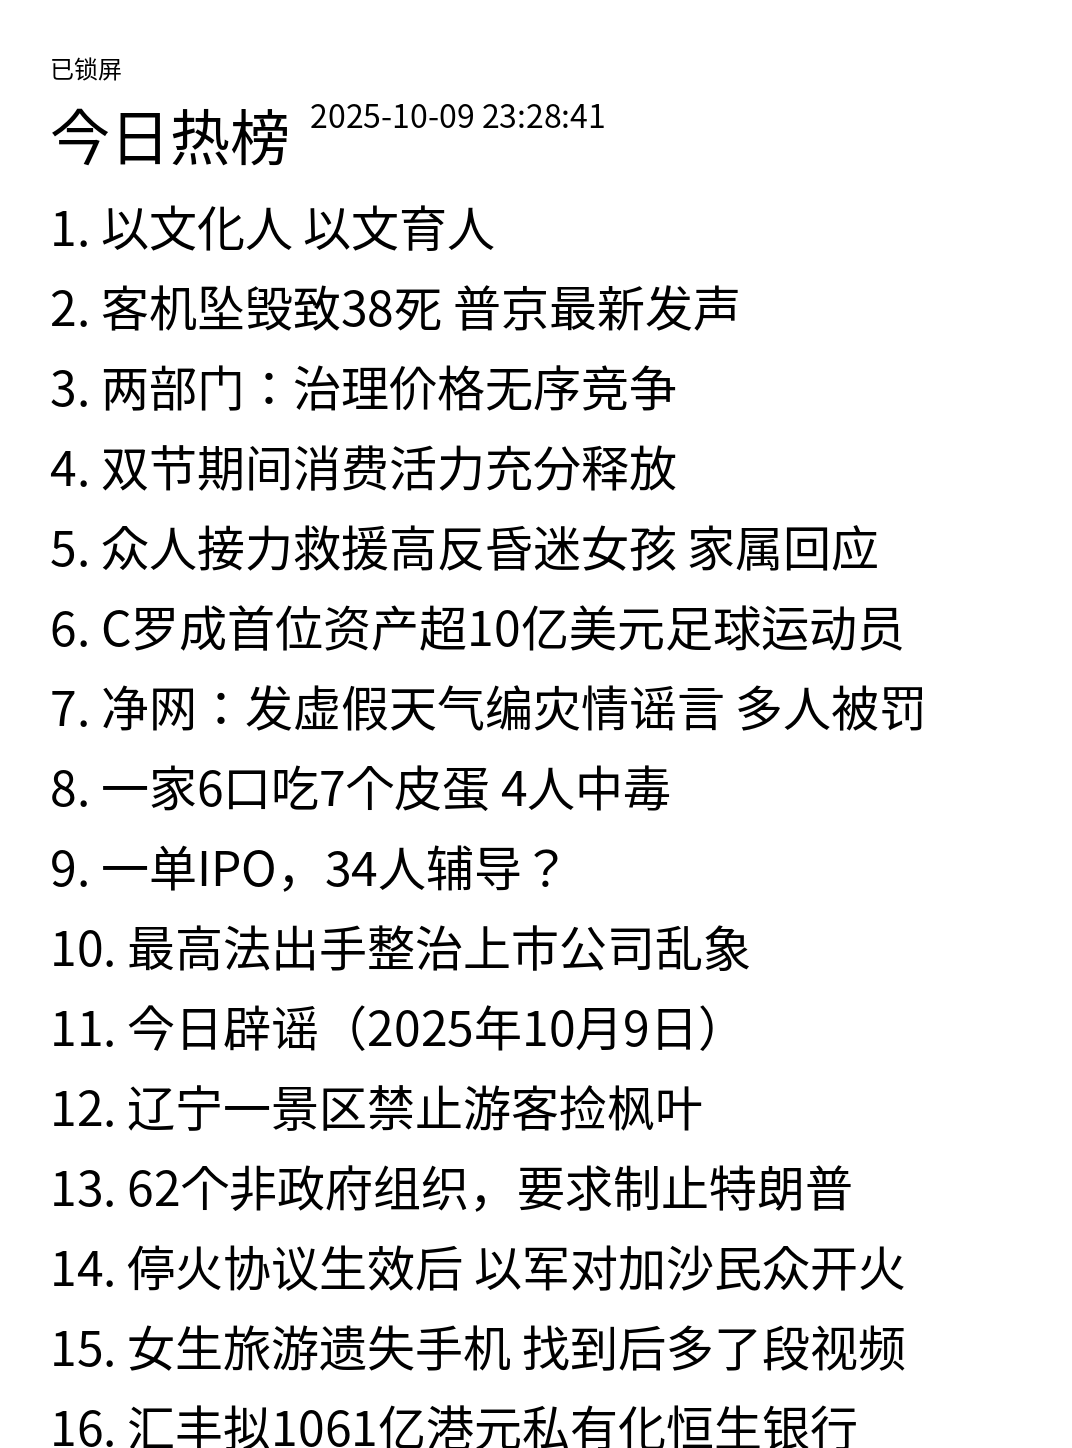 已锁屏
今日热榜 2025-10-09 23:28:41
1. 以文化人 以文育人
2. 客机坠毁致38死 普京最新发声
3. 两部门：治理价格无序竞争
4. 双节期间消费活力充分释放
5. 众人接力救援高反昏迷女孩 家属回应
6. C罗成首位资产超10亿美元足球运动员
7. 净网：发虚假天气编灾情谣言 多人被罚
8. 一家6口吃7个皮蛋 4人中毒
9. 一单IPO，34人辅导？
10. 最高法出手整治上市公司乱象
11. 今日辟谣（2025年10月9日）
12. 辽宁一景区禁止游客捡枫叶
13. 62个非政府组织，要求制止特朗普
14. 停火协议生效后 以军对加沙民众开火
15. 女生旅游遗失手机 找到后多了段视频
16. 汇丰拟1061亿港元私有化恒生银行